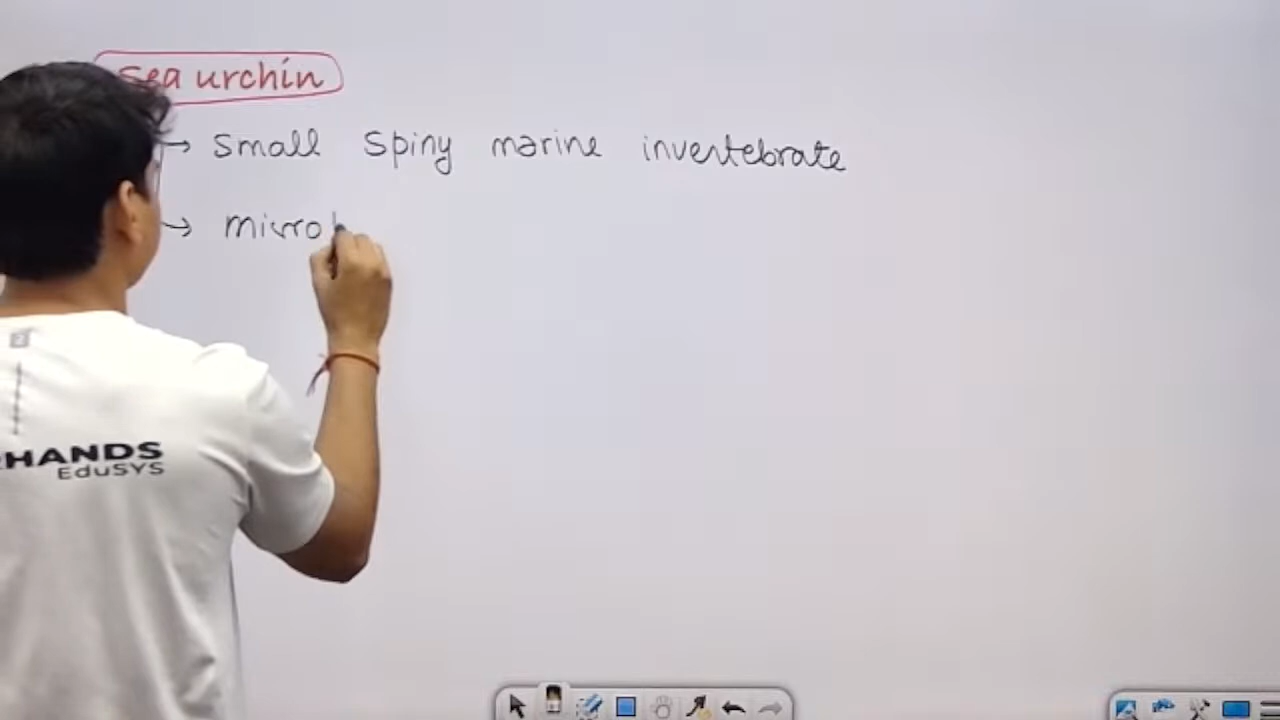 Sea urchin
→ Small Spiny marine invertebrate
→ micro
HANDS
EduSYS